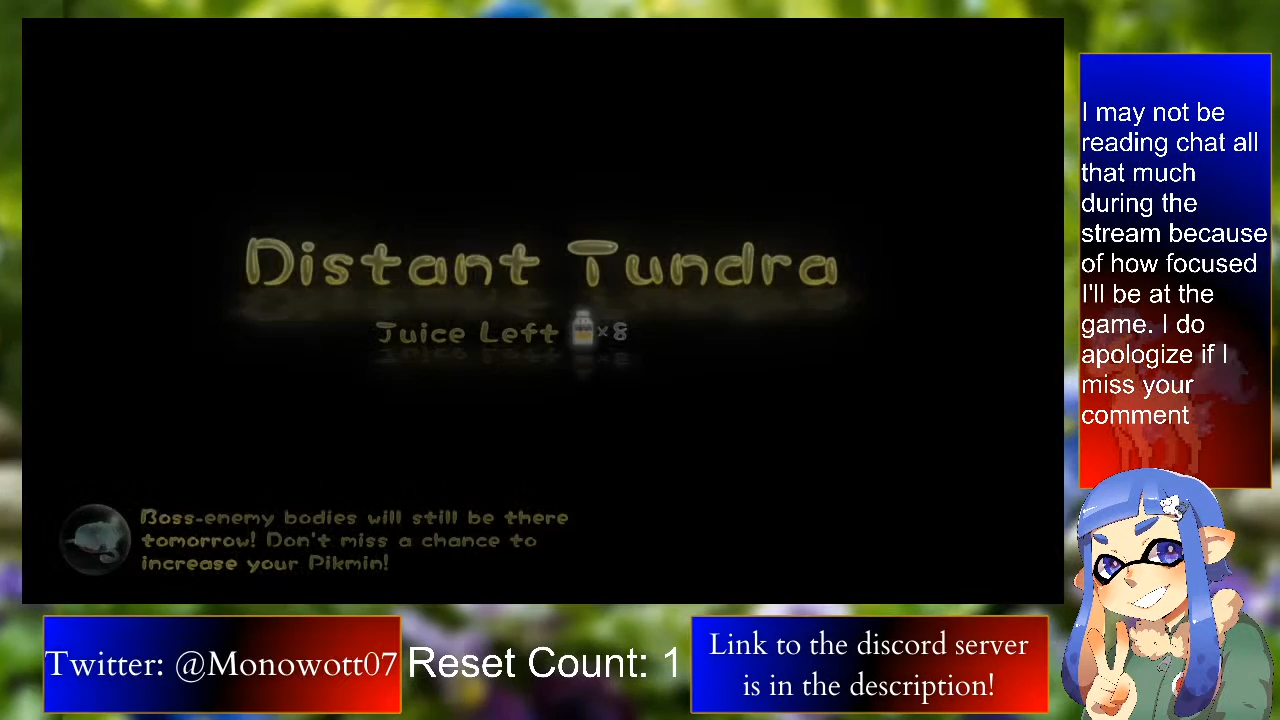 Distant Tundra
Juice Left ×8
Boss-enemy bodies will still be there
tomorrow! Don't miss a chance to
increase your Pikmin!
I may not be
reading chat all
that much
during the
stream because
of how focused
I'll be at the
game. I do
apologize if I
miss your
comment
Twitter: @Monowott07
Reset Count: 1
Link to the discord server
is in the description!